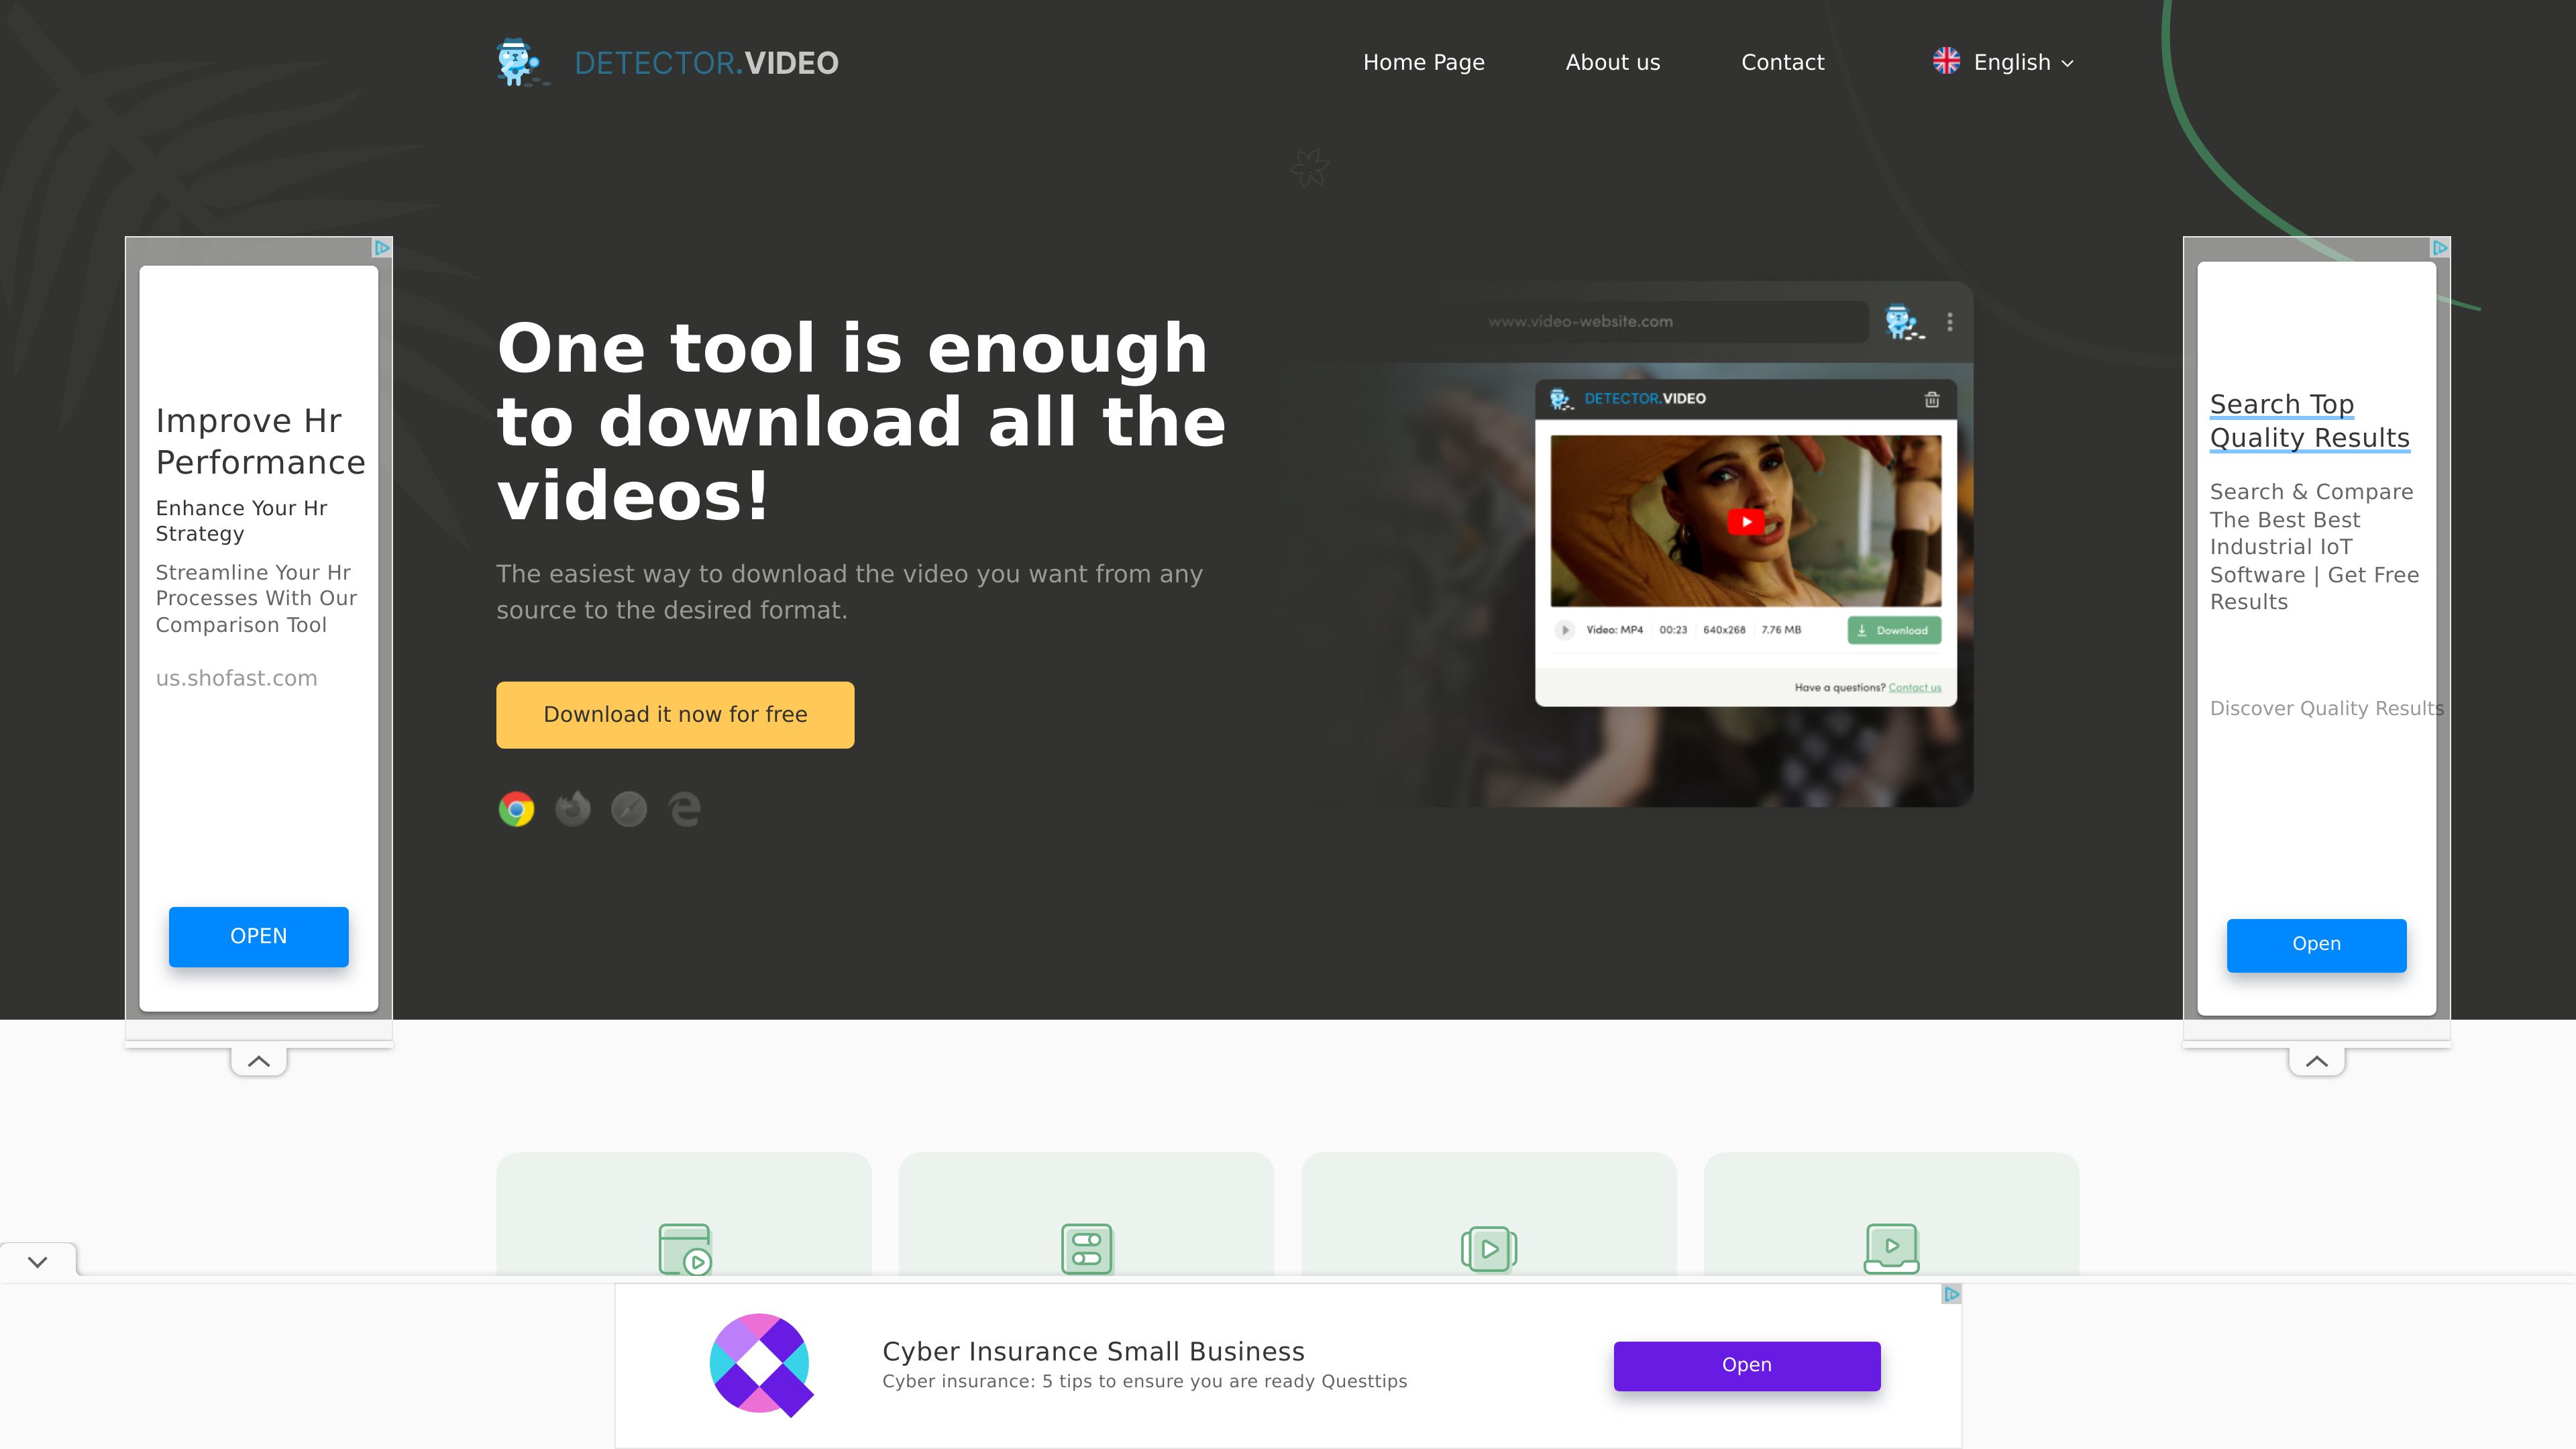 DETECTOR.VIDEO
Home Page
About us
Contact
English
Improve Hr
Performance
Enhance Your Hr
Strategy
Streamline Your Hr
Processes With Our
Comparison Tool
us.shofast.com
OPEN
One tool is enough
to download all the
videos!
The easiest way to download the video you want from any
source to the desired format.
Download it now for free
www.video-website.com
DETECTOR.VIDEO
Video: MP4 00:23 640x268 7.76 MB Download
Have a questions? Contact us
Search Top
Quality Results
Search & Compare
The Best Best
Industrial IoT
Software | Get Free
Results
Discover Quality Results
Open
Cyber Insurance Small Business
Cyber insurance: 5 tips to ensure you are ready Questtips
Open